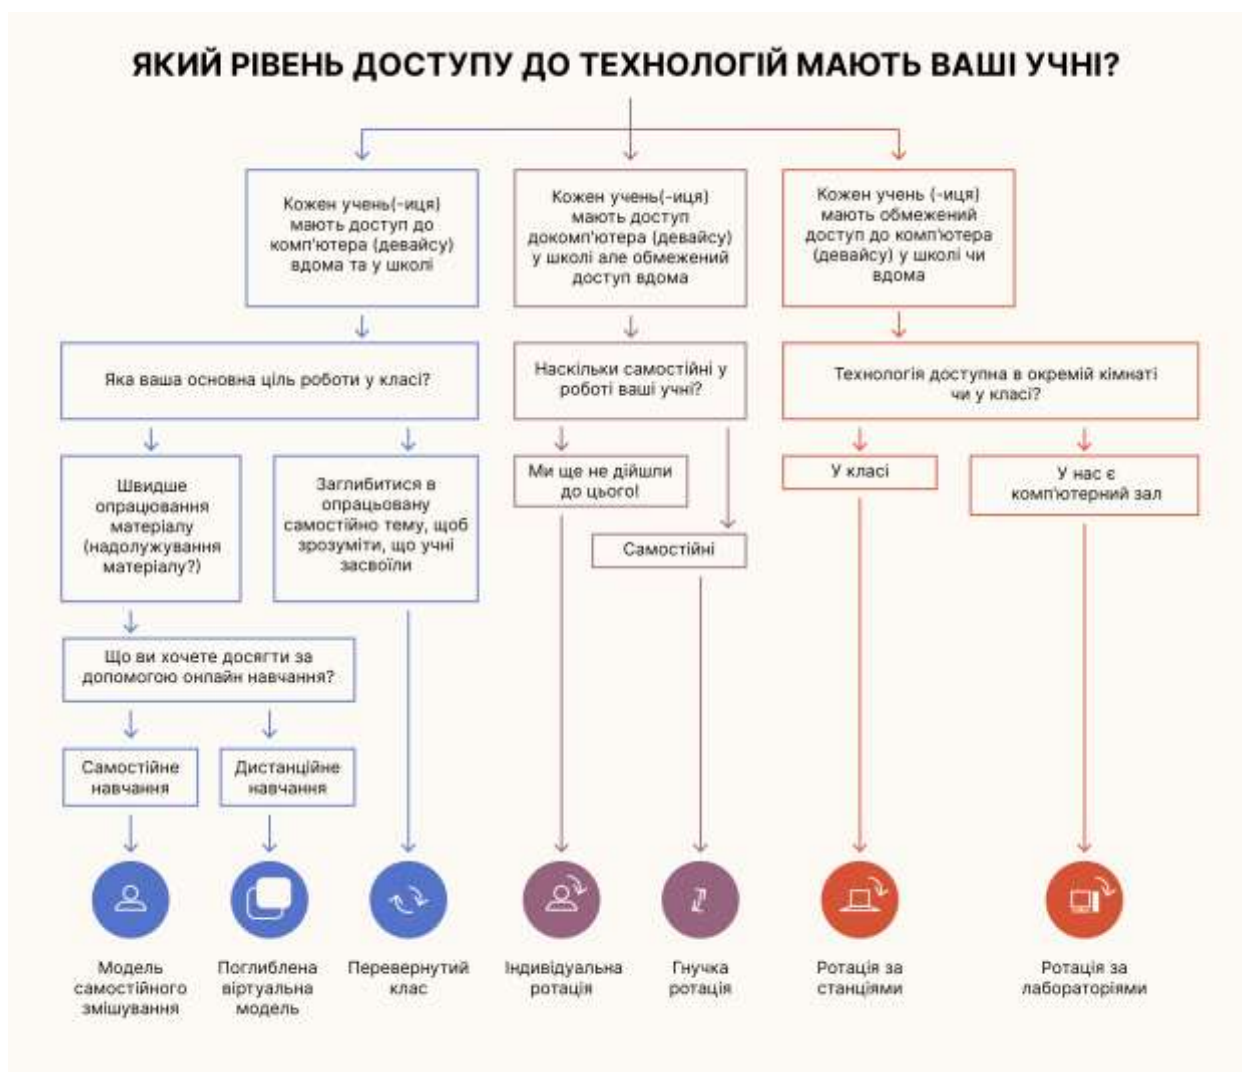 ЯКИЙ РІВЕНЬ ДОСТУПУ ДО ТЕХНОЛОГІЙ МАЮТЬ ВАШІ УЧНІ?
Кожен учень(-иця)
мають доступ до
комп'ютера (девайсу)
вдома та у школі
Кожен учень(-иця)
мають доступ
докомп'ютера (девайсу)
у школі але обмежений
доступ вдома
Кожен учень (-иця)
мають обмежений
доступ до комп'ютера
(девайсу) у школі чи
вдома
Яка ваша основна ціль роботи у класі?
Наскільки самостійні у
роботі ваші учні?
Технологія доступна в окремій кімнаті
чи у класі?
Швидше
опрацювання
матеріалу
(надолужування
матеріалу?)
Заглибитися в
опрацьовану
самостійно тему, щоб
зрозуміти, що учні
засвоїли
Ми ще не дійшли
до цього!
Самостійні
У класі
У нас є
комп'ютерний зал
Що ви хочете досягти за
допомогою онлайн навчання?
Самостійне
навчання
Дистанційне
навчання
Модель
самостійного
змішування
Поглиблена
віртуальна
модель
Перевернутий
клас
Індивідуальна
ротація
Гнучка
ротація
Ротація за
станціями
Ротація за
лабораторіями